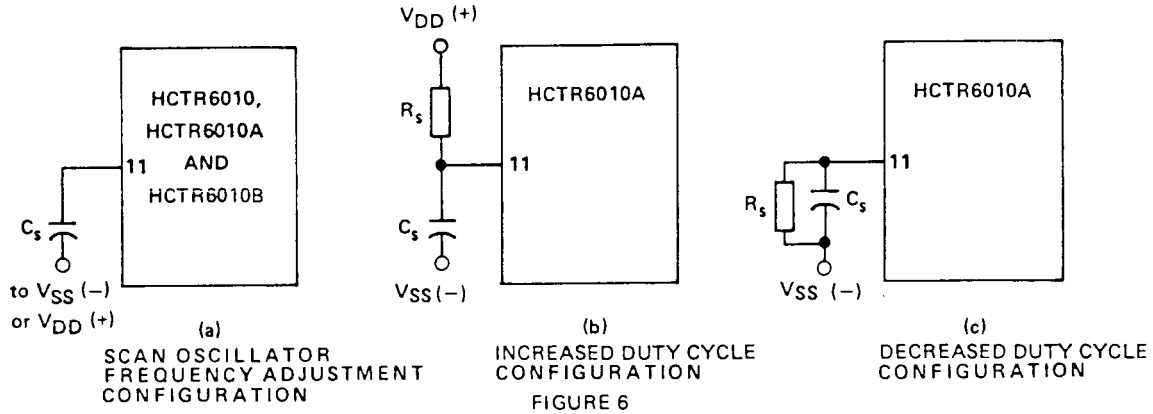 HCTR6010,
HCTR6010A
AND
HCTR6010B
11
Cs
to VSS (−)
or VDD (+)
(a)
SCAN OSCILLATOR
FREQUENCY ADJUSTMENT
CONFIGURATION
VDD (+)
Rs
HCTR6010A
11
Cs
VSS (−)
(b)
INCREASED DUTY CYCLE
CONFIGURATION
HCTR6010A
11
Rs
Cs
VSS (−)
(c)
DECREASED DUTY CYCLE
CONFIGURATION
FIGURE 6